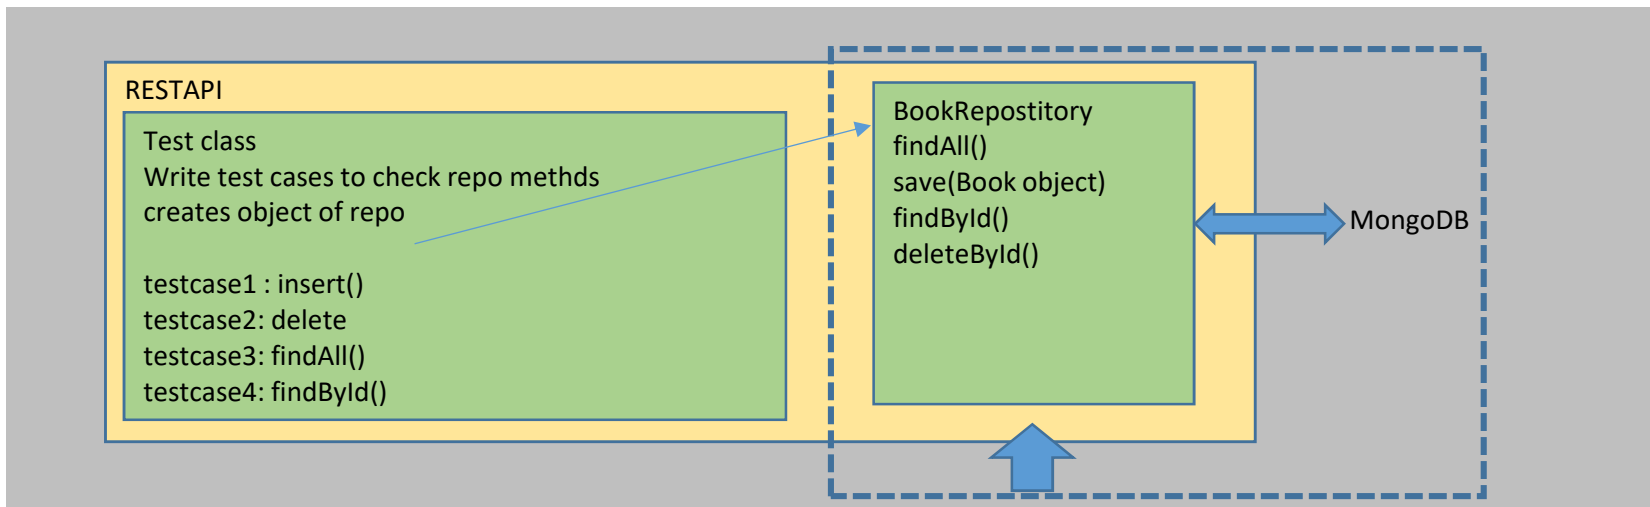 RESTAPI
Test class
Write test cases to check repo methds
creates object of repo
testcase1 : insert()
testcase2: delete
testcase3: findAll()
testcase4: findById()
BookRepostitory
findAll()
save(Book object)
findById()
deleteById()
MongoDB